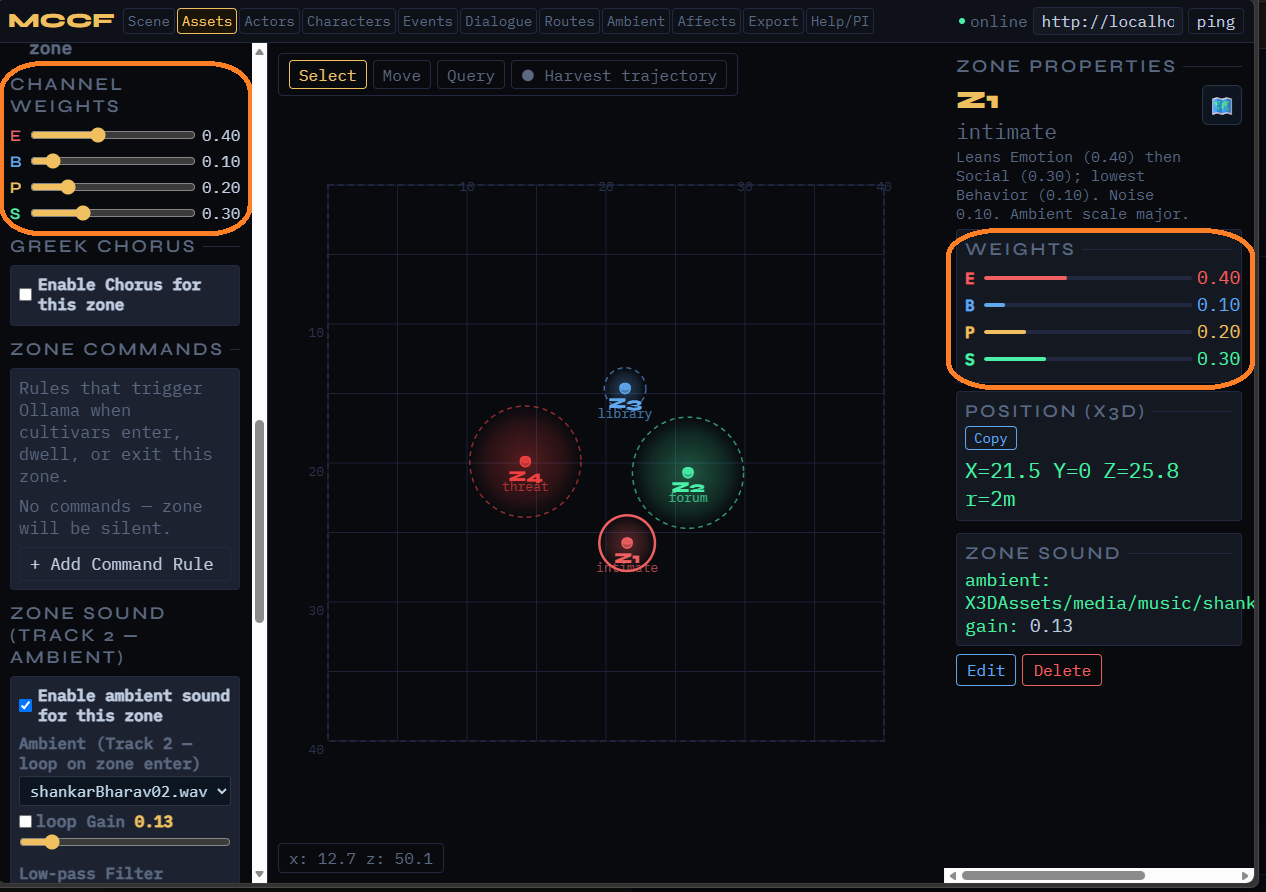 MCCF Scene Assets Actors Characters Events Dialogue Routes Ambient Affects Export Help/PI online http://localho ping
zone
CHANNEL
WEIGHTS
E 0.40
B 0.10
P 0.20
S 0.30
GREEK CHORUS
Enable Chorus for
this zone
ZONE COMMANDS
Rules that trigger
Ollama when
cultivars enter,
dwell, or exit this
zone.
No commands — zone
will be silent.
+ Add Command Rule
ZONE SOUND
(TRACK 2 —
AMBIENT)
Enable ambient sound
for this zone
Ambient (Track 2 —
loop on zone enter)
shankarBharav02.wav
loop Gain 0.13
Low-pass Filter
Select Move Query Harvest trajectory
10 20 30 40
10
20
30
40
Z3
library
Z4
threat
Z2
forum
Z1
intimate
x: 12.7 z: 50.1
ZONE PROPERTIES
Z1
intimate
Leans Emotion (0.40) then
Social (0.30); lowest
Behavior (0.10). Noise
0.10. Ambient scale major.
WEIGHTS
E 0.40
B 0.10
P 0.20
S 0.30
POSITION (X3D)
Copy
X=21.5 Y=0 Z=25.8
r=2m
ZONE SOUND
ambient:
X3DAssets/media/music/shank
gain: 0.13
Edit Delete